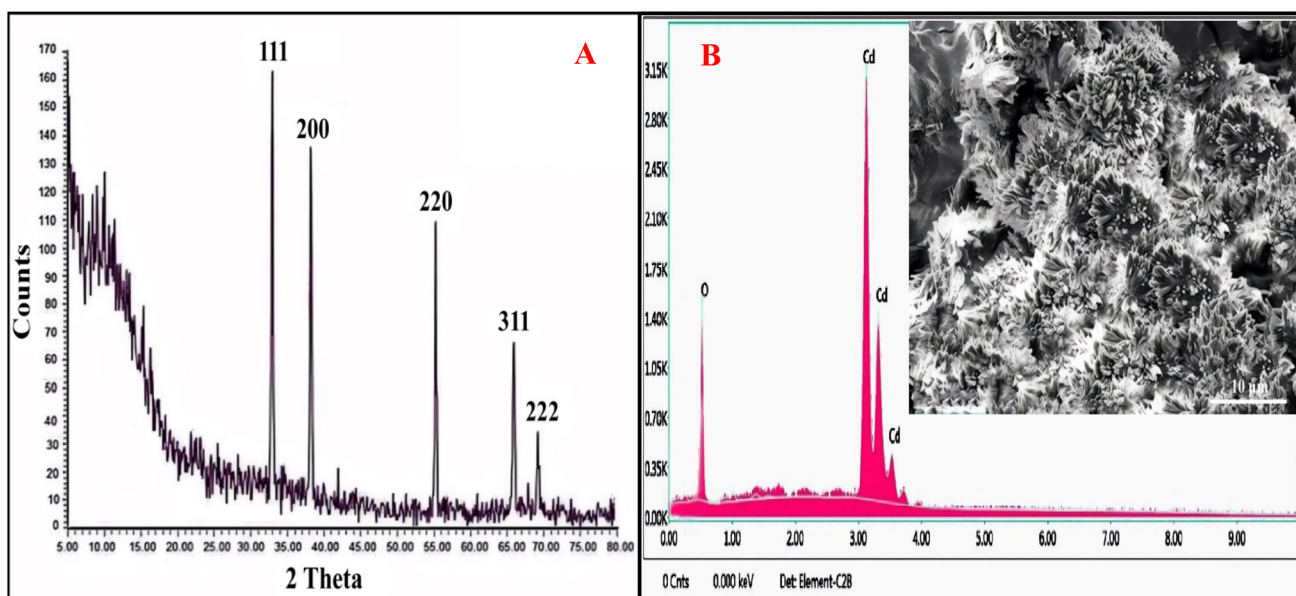 A
170
160
150
140
130
120
110
100
90
80
70
60
50
40
30
20
10
0
Counts
111
200
220
311
222
5.00 10.00 15.00 20.00 25.00 30.00 35.00 40.00 45.00 50.00 55.00 60.00 65.00 70.00 75.00 80.00
2 Theta
B
3.15K
2.80K
2.45K
2.10K
1.75K
1.40K
1.05K
0.70K
0.35K
0.00K
Cd
O
Cd
Cd
10 µm
0.00 1.00 2.00 3.00 4.00 5.00 6.00 7.00 8.00 9.00
0 Cnts 0.000 keV Det: Element-C2B